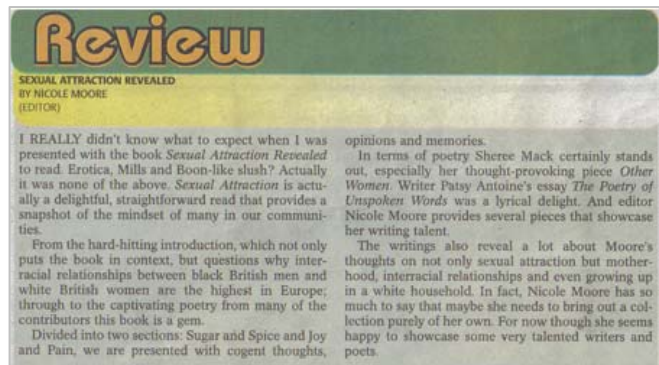 Review
SEXUAL ATTRACTION REVEALED
BY NICOLE MOORE
(EDITOR)
I REALLY didn't know what to expect when I was
presented with the book Sexual Attraction Revealed
to read. Erotica, Mills and Boon-like slush? Actually
it was none of the above. Sexual Attraction is actu-
ally a delightful, straightforward read that provides a
snapshot of the mindset of many in our communi-
ties.
From the hard-hitting introduction, which not only
puts the book in context, but questions why inter-
racial relationships between black British men and
white British women are the highest in Europe;
through to the captivating poetry from many of the
contributors this book is a gem.
Divided into two sections: Sugar and Spice and Joy
and Pain, we are presented with cogent thoughts,
opinions and memories.
In terms of poetry Sheree Mack certainly stands
out, especially her thought-provoking piece Other
Women. Writer Patsy Antoine's essay The Poetry of
Unspoken Words was a lyrical delight. And editor
Nicole Moore provides several pieces that showcase
her writing talent.
The writings also reveal a lot about Moore's
thoughts on not only sexual attraction but mother-
hood, interracial relationships and even growing up
in a white household. In fact, Nicole Moore has so
much to say that maybe she needs to bring out a col-
lection purely of her own. For now though she seems
happy to showcase some very talented writers and
poets.